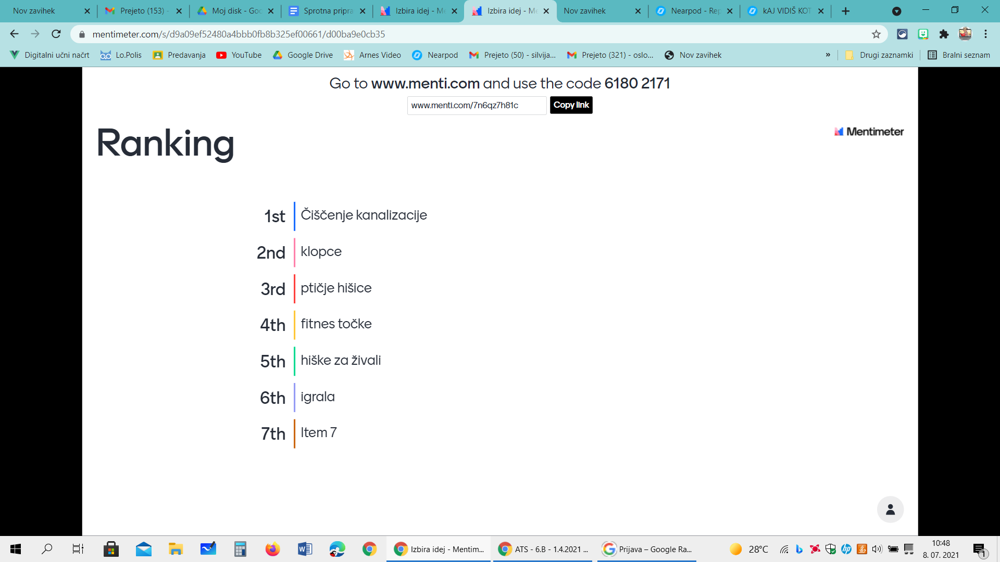 Nov zavihek
Prejeto (153) -
Moj disk - Goo
Sprotna pripra
Izbira idej - Me
Izbira idej - Me
Nov zavihek
Nearpod - Rep
kAJ VIDIŠ KOT
mentimeter.com/s/d9a09ef52480a4bbb0fb8b325ef00661/d00ba9e0cb35
Digitalni učni načrt
Lo.Polis
Predavanja
YouTube
Google Drive
Arnes Video
Nearpod
Prejeto (50) - silvija...
Prejeto (321) - oslo...
Nov zavihek
»
Drugi zaznamki
Bralni seznam
Go to www.menti.com and use the code 6180 2171
www.menti.com/7n6qz7h81c
Copy link
Ranking
Mentimeter
1st Čiščenje kanalizacije
2nd klopce
3rd ptičje hišice
4th fitnes točke
5th hiške za živali
6th igrala
7th Item 7
Izbira idej - Mentim...
ATS - 6.B - 1.4.2021 ...
Prijava – Google Ra...
28°C
10:48
8. 07. 2021
1